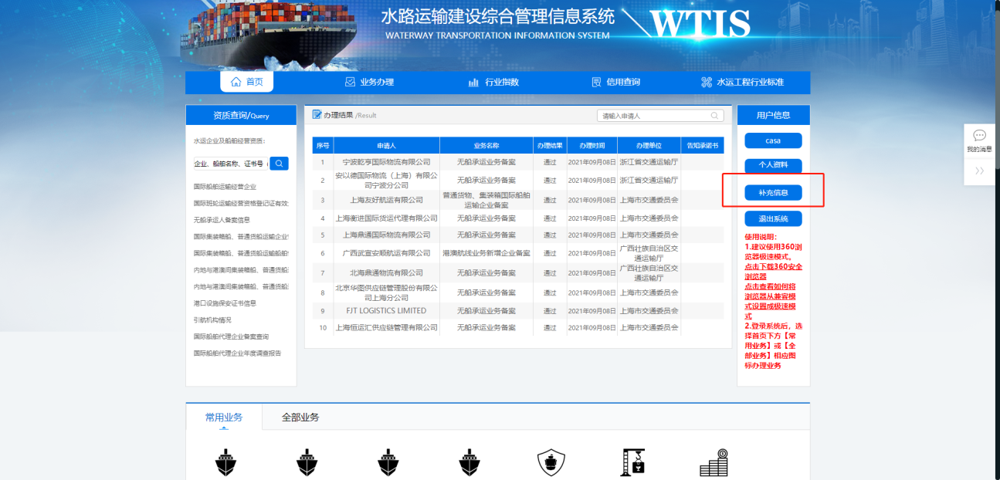 水路运输建设综合管理信息系统
WATERWAY TRANSPORTATION INFORMATION SYSTEM
WTIS
首页
业务办理
行业指数
信用查询
水运工程行业标准
资质查询/Query
水运企业及船舶经营资质:
企业、船舶名称、证书号（
国际船舶运输经营企业
国际班轮运输经营资格登记证有效
无船承运人备案信息
国际集装箱船、普通货船运输企业
国际集装箱船、普通货船运输船舶
内地与港澳间集装箱船、普通货船
内地与港澳间集装箱船、普通货船
港口设施保安证书信息
引航机构情况
国际船舶代理企业备案查询
国际船舶代理企业年度调查报告
办理结果 /Result
请输入申请人
序号 申请人 业务名称 办理结果 办理时间 办理单位 告知承诺书
1 宁波乾亨国际物流有限公司 无船承运业务备案 通过 2021年09月08日 浙江省交通运输厅
2 安以德国际物流（上海）有限公司宁波分公司 无船承运业务备案 通过 2021年09月08日 浙江省交通运输厅
3 上海友好航运有限公司 普通货物、集装箱国际船舶运输企业备案 通过 2021年09月08日 上海市交通委员会
4 上海衡进国际货运代理有限公司 无船承运业务备案 通过 2021年09月08日 上海市交通委员会
5 上海鼎通国际物流有限公司 无船承运业务备案 通过 2021年09月08日 上海市交通委员会
6 广西武宣安顺航运有限公司 港澳航线业务新增企业备案 通过 2021年09月08日 广西壮族自治区交通运输厅
7 北海鼎通物流有限公司 无船承运业务备案 通过 2021年09月08日 广西壮族自治区交通运输厅
8 北京华图供应链管理股份有限公司上海分公司 无船承运业务备案 通过 2021年09月08日 上海市交通委员会
9 FJT LOGISTICS LIMITED 无船承运业务备案 通过 2021年09月08日 上海市交通委员会
10 上海恒运汇供应链管理有限公司 无船承运业务备案 通过 2021年09月08日 上海市交通委员会
用户信息
casa
个人资料
补充信息
退出系统
使用说明:
1.建议使用360浏
览器极速模式。
点击下载360安全
浏览器
点击查看如何将
浏览器从兼容模
式设置成极速模
式
2.登录系统后，选
择首页下方【常
用业务】或【全
部业务】相应图
标办理业务
我的消息
常用业务
全部业务